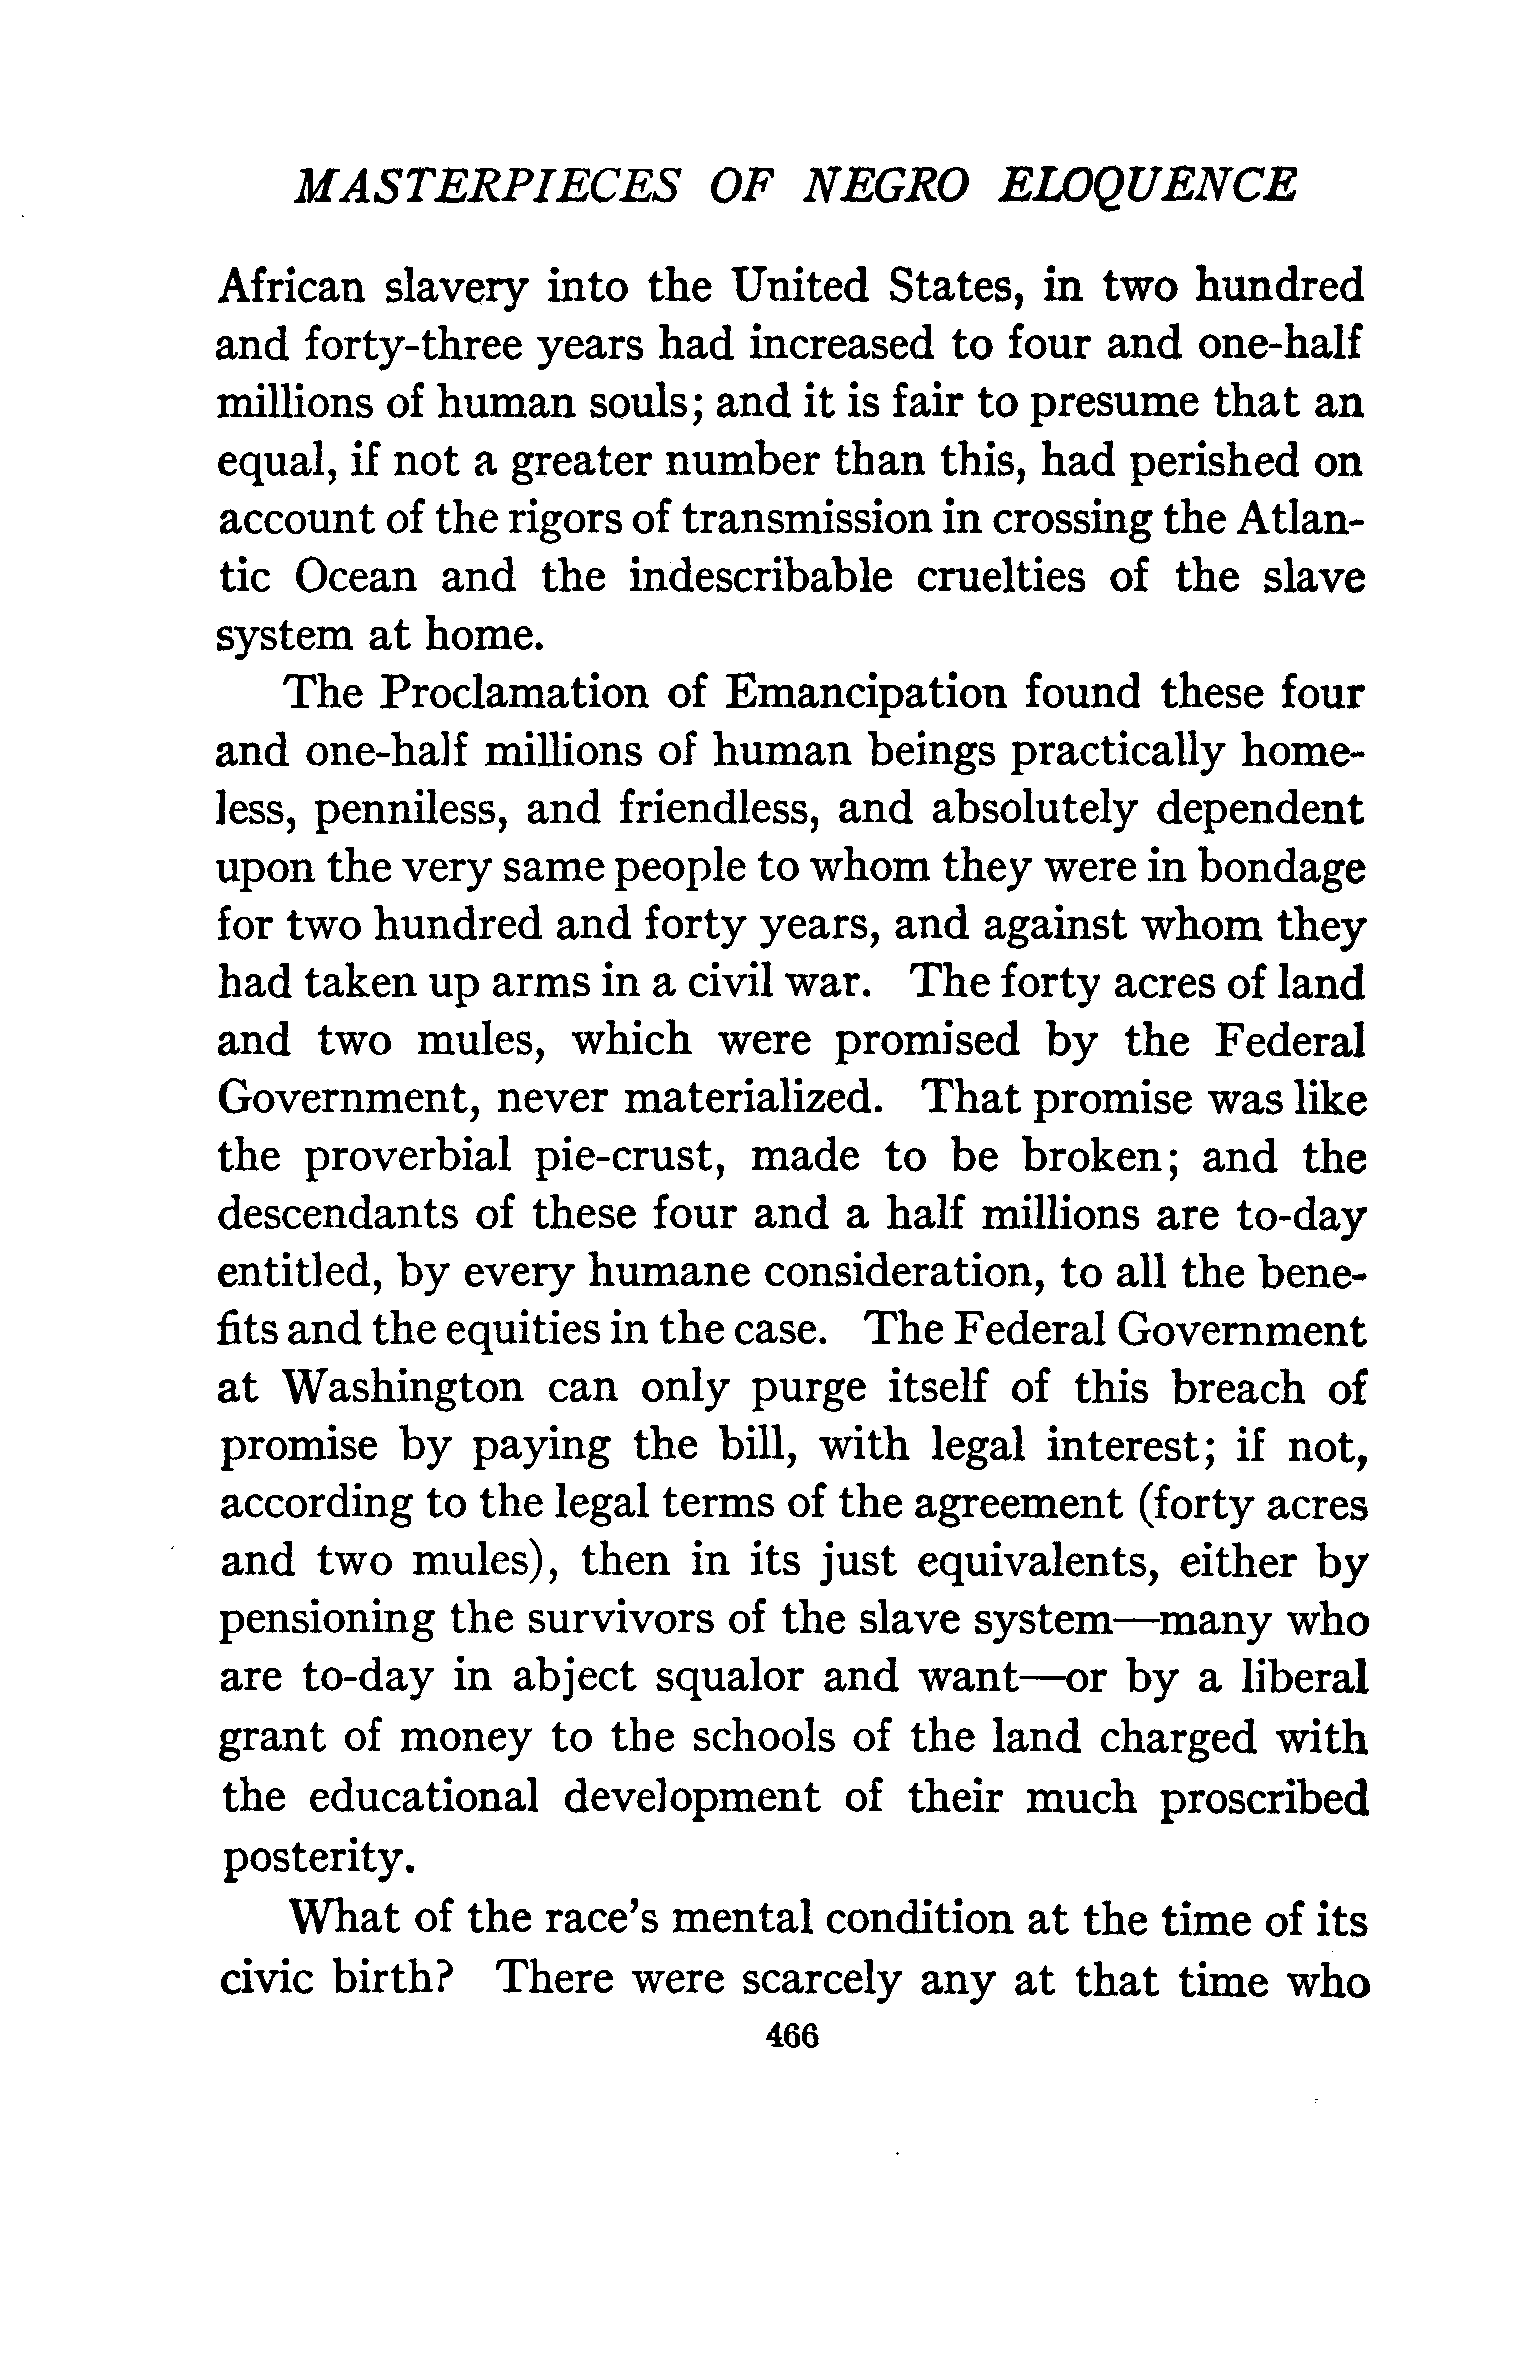 MASTERPIECES OF NEGRO ELOQUENCE
African slavery into the United States, in two hundred
and forty-three years had increased to four and one-half
millions of human souls; and it is fair to presume that an
equal, if not a greater number than this, had perished on
account of the rigors of transmission in crossing the Atlan-
tic Ocean and the indescribable cruelties of the slave
system at home.
The Proclamation of Emancipation found these four
and one-half millions of human beings practically home-
less, penniless, and friendless, and absolutely dependent
upon the very same people to whom they were in bondage
for two hundred and forty years, and against whom they
had taken up arms in a civil war. The forty acres of land
and two mules, which were promised by the Federal
Government, never materialized. That promise was like
the proverbial pie-crust, made to be broken; and the
descendants of these four and a half millions are to-day
entitled, by every humane consideration, to all the bene-
fits and the equities in the case. The Federal Government
at Washington can only purge itself of this breach of
promise by paying the bill, with legal interest; if not,
according to the legal terms of the agreement (forty acres
and two mules), then in its just equivalents, either by
pensioning the survivors of the slave system—many who
are to-day in abject squalor and want—or by a liberal
grant of money to the schools of the land charged with
the educational development of their much proscribed
posterity.
What of the race's mental condition at the time of its
civic birth? There were scarcely any at that time who
466